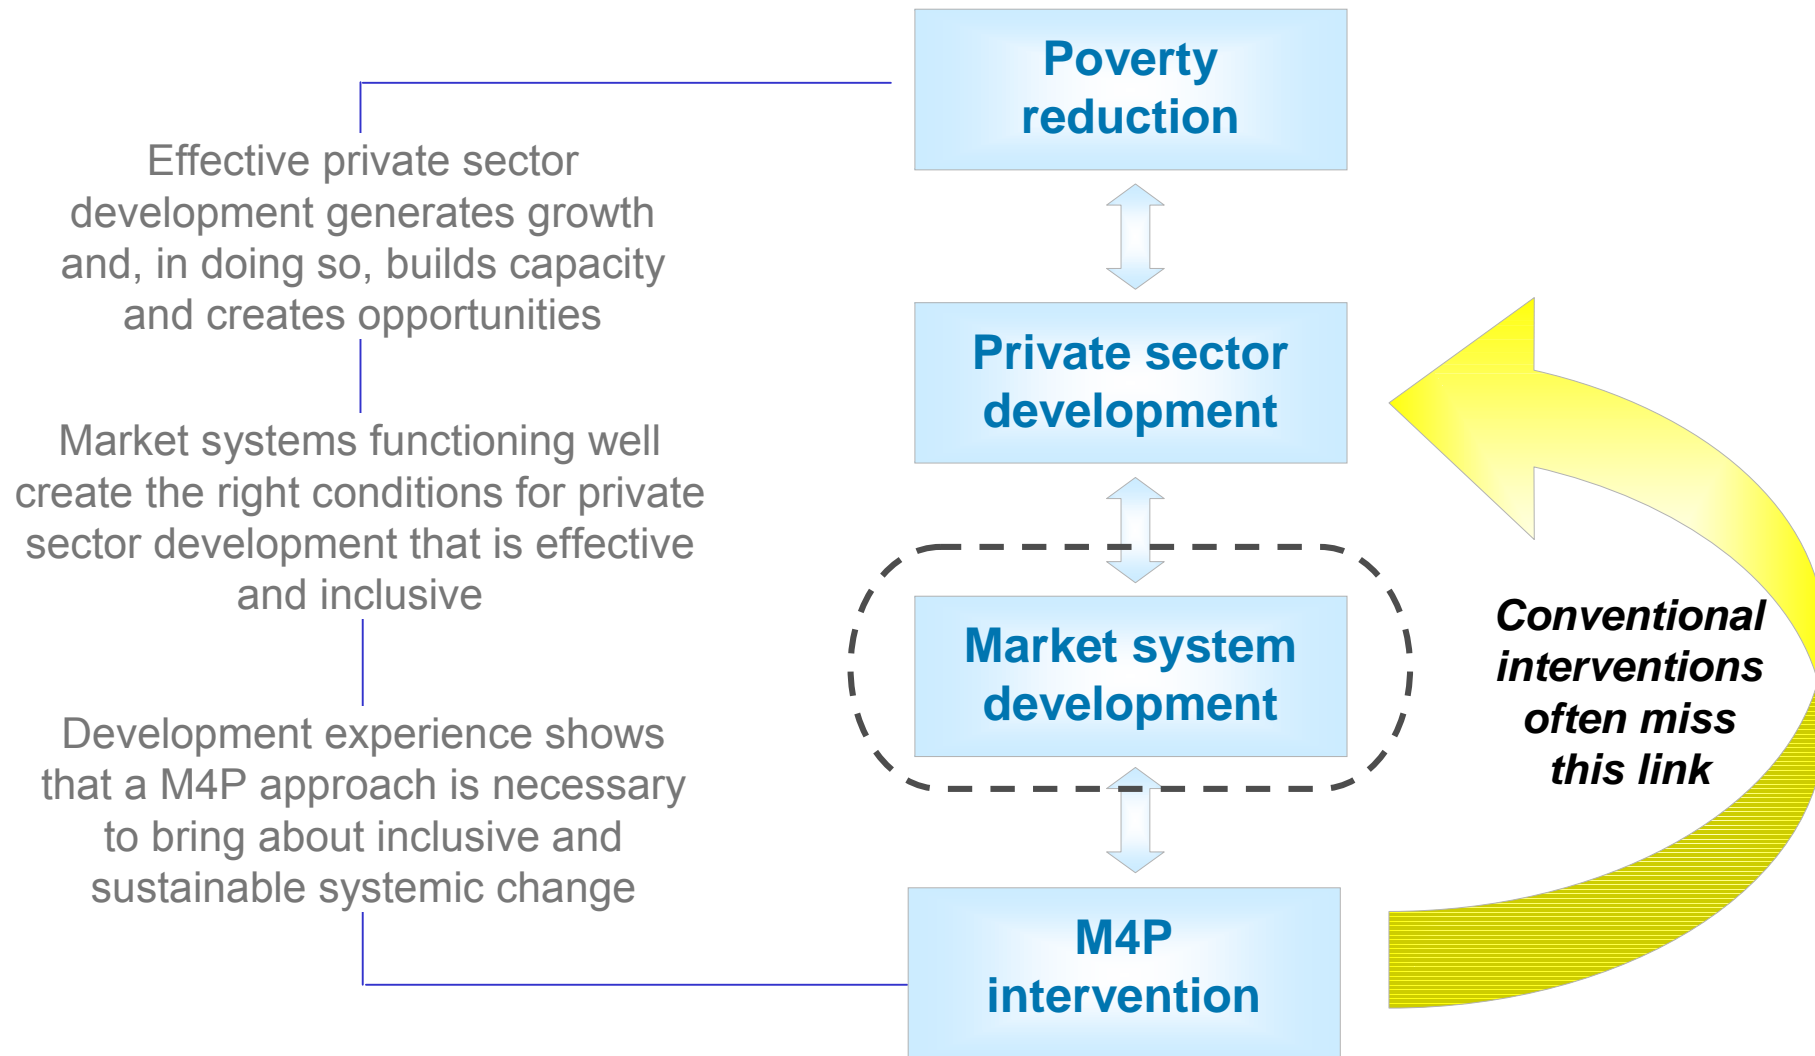 Poverty
reduction
Effective private sector
development generates growth
and, in doing so, builds capacity
and creates opportunities
Private sector
development
Market systems functioning well
create the right conditions for private
sector development that is effective
and inclusive
Market system
development
Conventional
interventions
often miss
this link
Development experience shows
that a M4P approach is necessary
to bring about inclusive and
sustainable systemic change
M4P
intervention